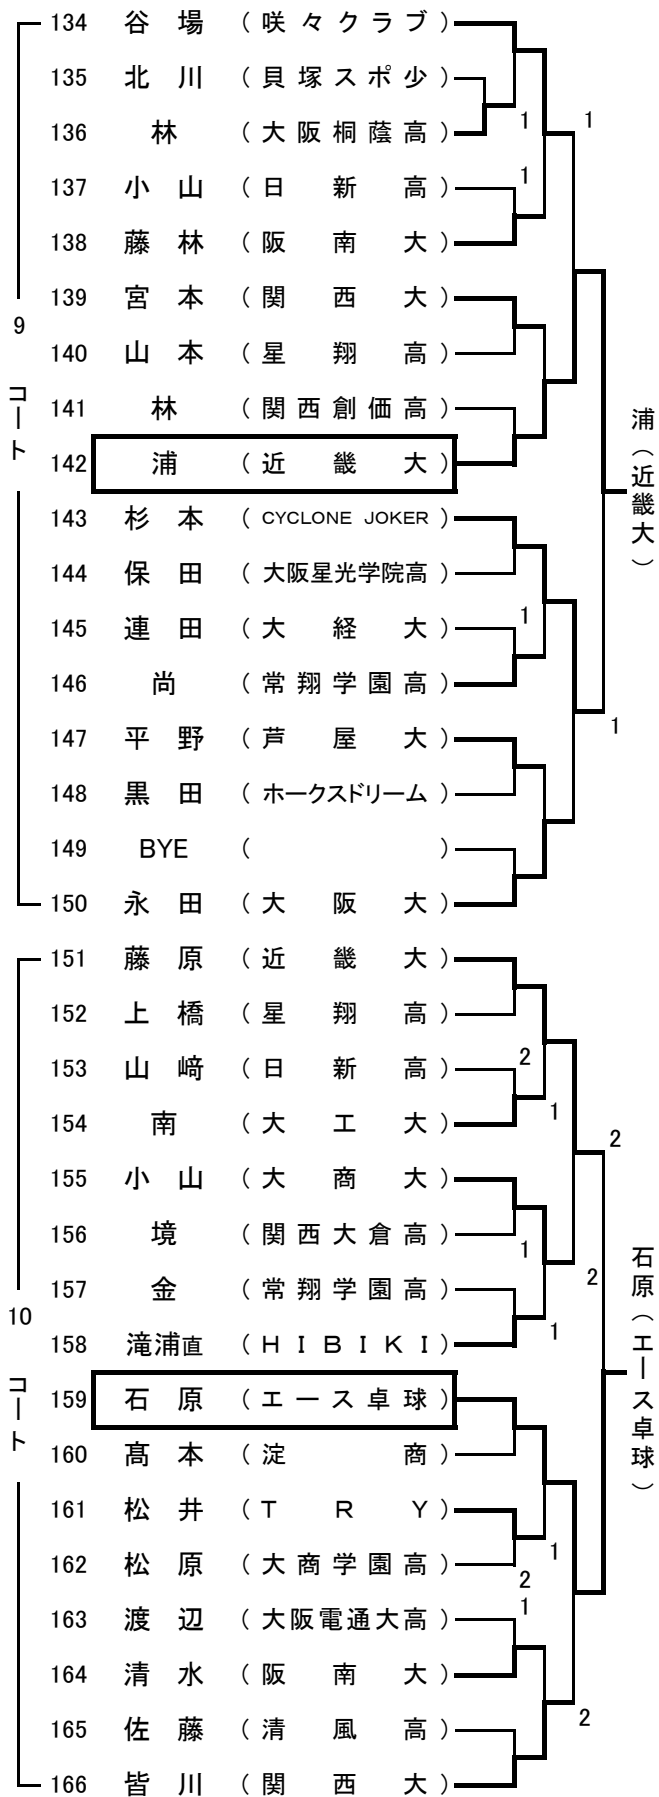 134 谷場 (咲々クラブ)
135 北川 (貝塚スポ少)
136 林 (大阪桐蔭高) 1 1
137 小山 (日新高) 1
138 藤林 (阪南大)
139 宮本 (関西大)
9
140 山本 (星翔高)
コート
141 林 (関西創価高)
142 浦 (近畿大)
浦(近畿大)
143 杉本 (CYCLONE JOKER)
144 保田 (大阪星光学院高)
145 連田 (大経大) 1
146 尚 (常翔学園高)
147 平野 (芦屋大) 1
148 黒田 (ホークスドリーム)
149 BYE ( )
150 永田 (大阪大)
151 藤原 (近畿大)
152 上橋 (星翔高)
153 山﨑 (日新高) 2
154 南 (大工大) 1 2
155 小山 (大商大)
156 境 (関西大倉高) 1
157 金 (常翔学園高) 2
10
158 滝浦直 (HIBIKI) 1
コート
159 石原 (エース卓球)
石原(エース卓球)
160 髙本 (淀商)
161 松井 (TRY)
162 松原 (大商学園高) 2 1
163 渡辺 (大阪電通大高) 1
164 清水 (阪南大)
165 佐藤 (清風高) 2
166 皆川 (関西大)